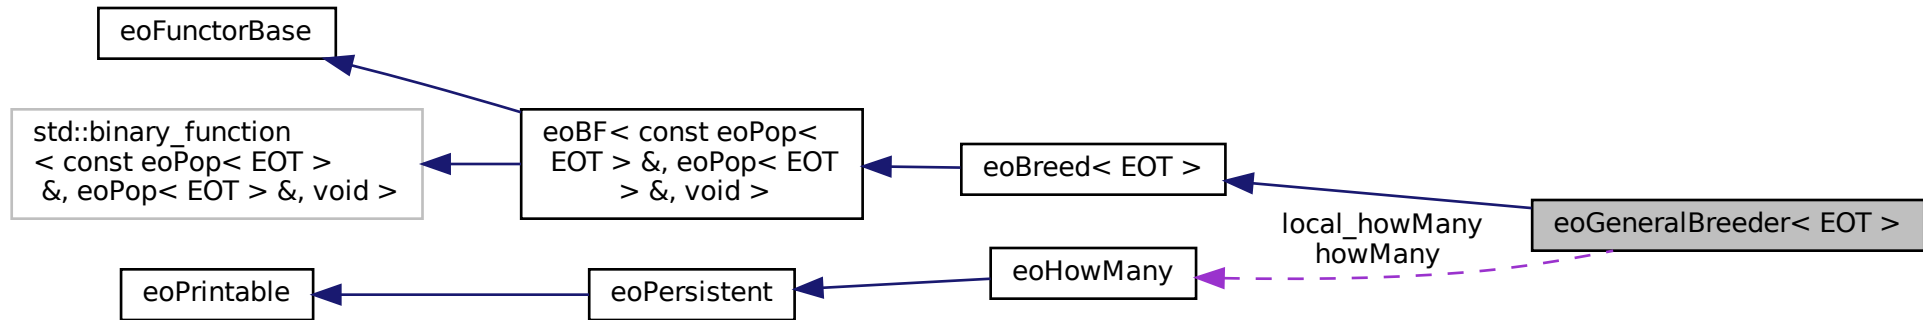 eoFunctorBase
std::binary_function
< const eoPop< EOT >
&, eoPop< EOT > &, void >
eoBF< const eoPop<
EOT > &, eoPop< EOT
> &, void >
eoBreed< EOT >
eoGeneralBreeder< EOT >
local_howMany
howMany
eoHowMany
eoPersistent
eoPrintable